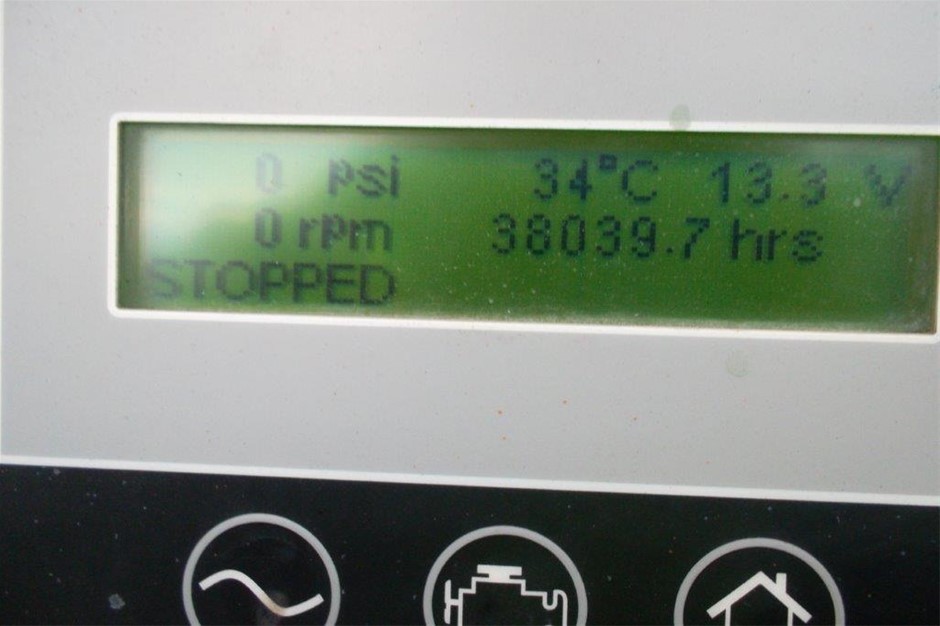 0 psi 34°C 13.3 V
0 rpm 38039.7 hrs
STOPPED